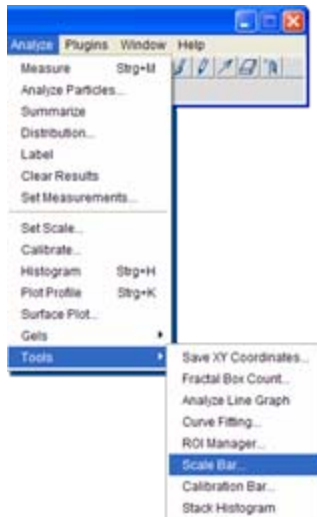 Analyze Plugins Window Help
Measure Strg+M
Analyze Particles...
Summarize
Distribution...
Label
Clear Results
Set Measurements...
Set Scale...
Calibrate...
Histogram Strg+H
Plot Profile Strg+K
Surface Plot...
Gels
Tools
Save XY Coordinates...
Fractal Box Count...
Analyze Line Graph
Curve Fitting...
ROI Manager...
Scale Bar...
Calibration Bar...
Stack Histogram